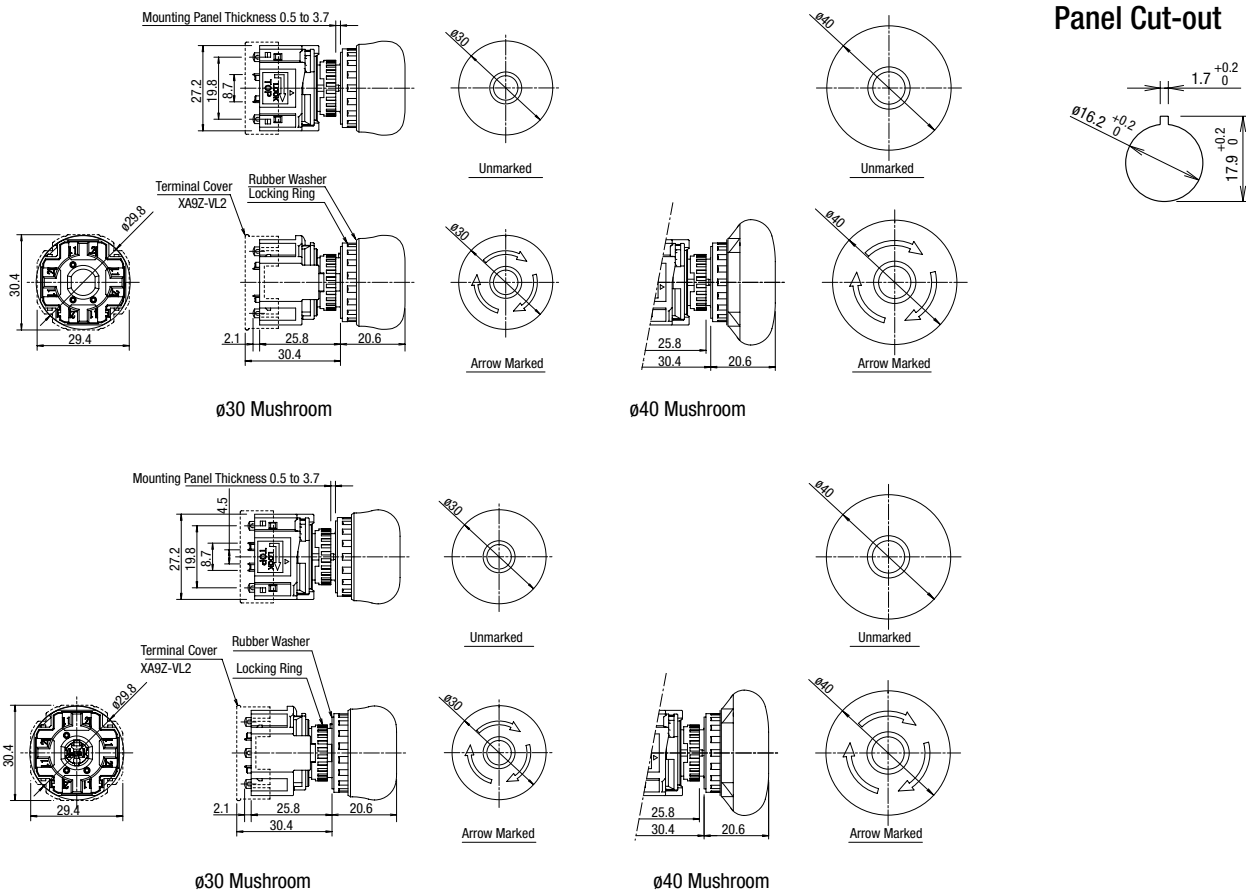 Panel Cut-out
1.7 +0.2 0
ø16.2 +0.2 0
17.9 +0.2 0
Mounting Panel Thickness 0.5 to 3.7
27.2
19.8
8.7
LOCK
TOP
ø30
Unmarked
ø40
Unmarked
Terminal Cover
XA9Z-VL2
Rubber Washer
Locking Ring
ø29.8
30.4
29.4
2.1
25.8
20.6
30.4
ø30
Arrow Marked
ø40
25.8
30.4
20.6
Arrow Marked
ø30 Mushroom
ø40 Mushroom
Mounting Panel Thickness 0.5 to 3.7
4.5
27.2
19.8
8.7
LOCK
TOP
ø30
Unmarked
ø40
Unmarked
Terminal Cover
XA9Z-VL2
Rubber Washer
Locking Ring
ø29.8
30.4
29.4
2.1
25.8
20.6
30.4
ø30
Arrow Marked
ø40
25.8
30.4
20.6
Arrow Marked
ø30 Mushroom
ø40 Mushroom